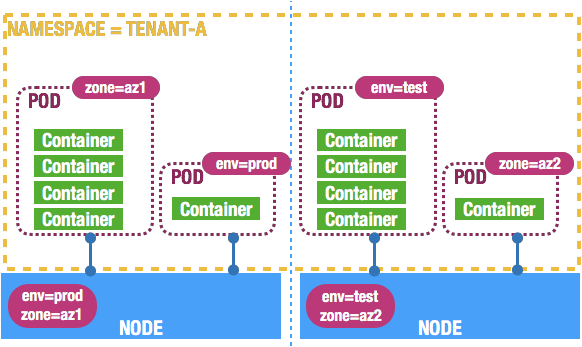 NAMESPACE = TENANT-A
zone=az1
POD
Container
Container
Container
Container
env=prod
POD
Container
env=test
POD
Container
Container
Container
Container
zone=az2
POD
Container
env=prod
zone=az1
NODE
env=test
zone=az2
NODE